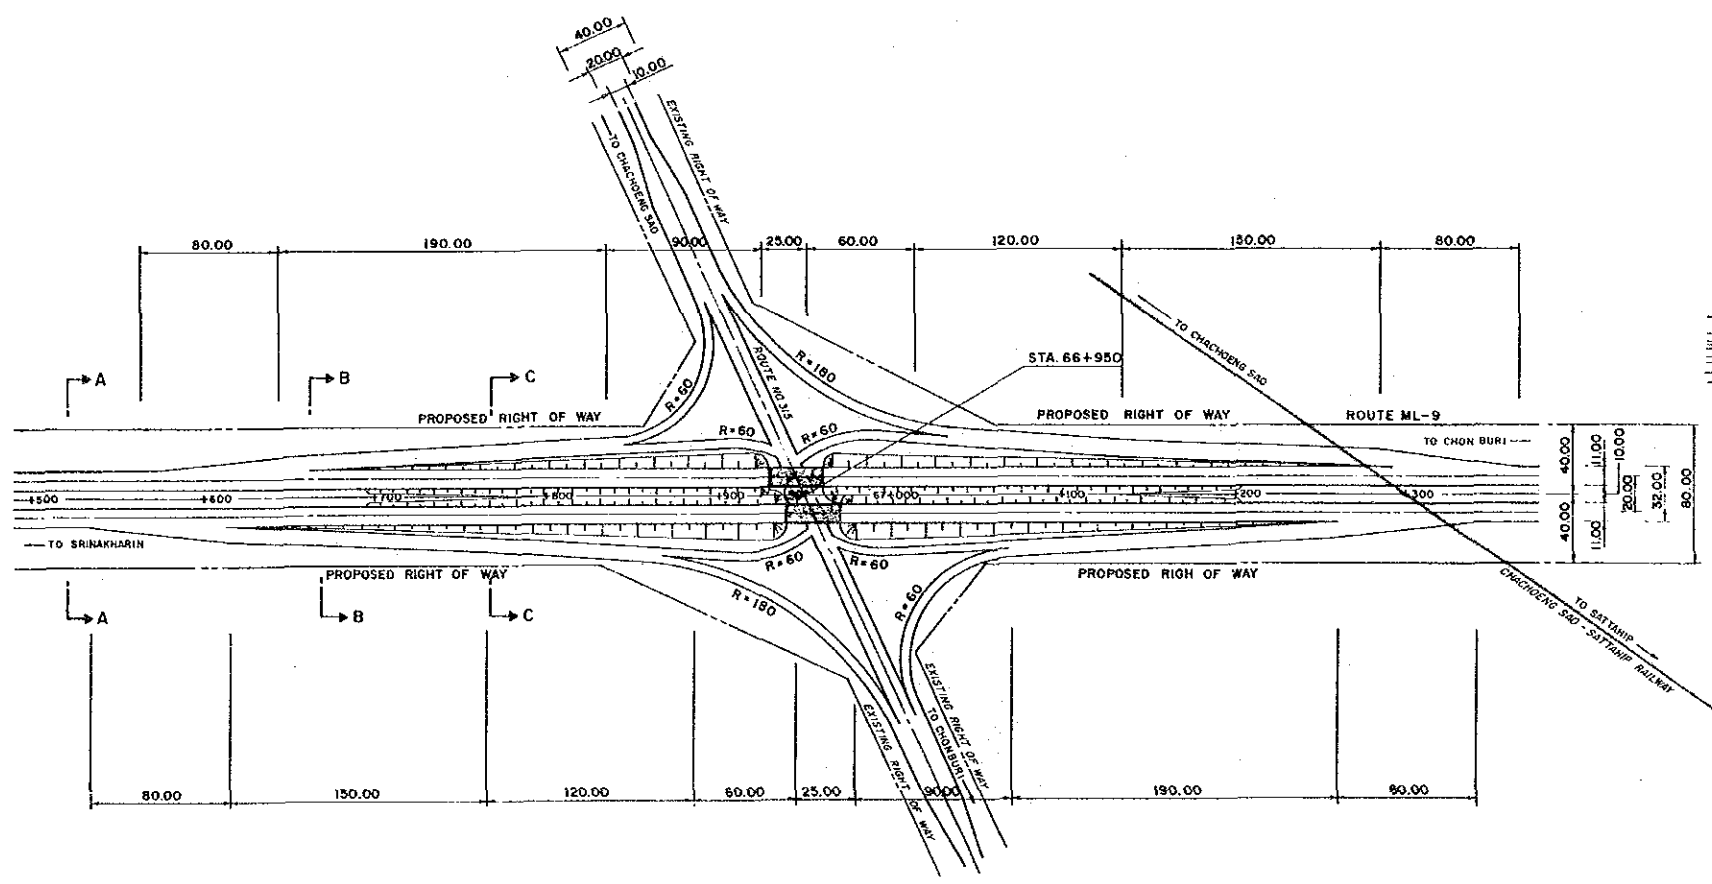 40.00
20.00
10.00
EXISTING RIGHT OF WAY
TO CHACHOENG SAO
80.00
190.00
90.00
25.00
60.00
120.00
150.00
80.00
TO CHACHOENG SAO
STA. 66+950
ROUTE NO.315
R=180
R=60
A
B
C
PROPOSED RIGHT OF WAY
PROPOSED RIGHT OF WAY
ROUTE ML-9
R=60
R=60
TO CHON BURI
40.00
11.00
10.00
+500
+600
+700
+800
+900
67+000
+100
+200
+300
20.00
32.00
80.00
40.00
11.00
TO SRINAKHARIN
R=60
R=60
PROPOSED RIGHT OF WAY
PROPOSED RIGH OF WAY
R=180
R=60
A
B
C
TO SATTAHIP
CHACHOENG SAO - SATTAHIP RAILWAY
EXISTING RIGHT OF WAY
TO CHONBURI
EXISTING RIGHT OF WAY
80.00
150.00
120.00
60.00
25.00
90.00
190.00